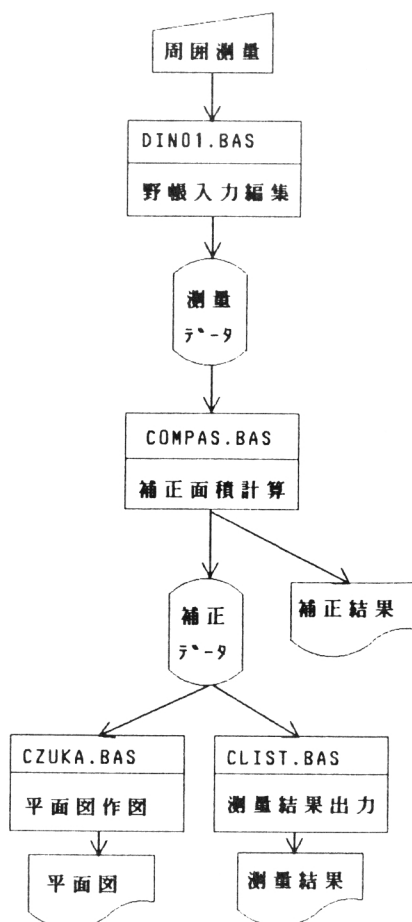 周囲測量
DINO1.BAS
野帳入力編集
測量
データ
COMPAS.BAS
補正面積計算
補正
データ
補正結果
CZUKA.BAS
平面図作図
平面図
CLIST.BAS
測量結果出力
測量結果